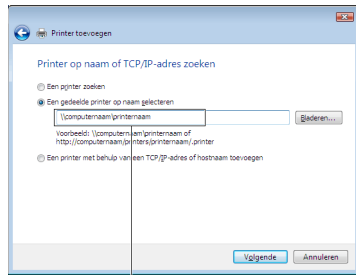 Printer toevoegen
Printer op naam of TCP/IP-adres zoeken
Een printer zoeken
Een gedeelde printer op naam selecteren
\\computernaam\printernaam
Bladeren...
Voorbeeld: \\computernaam\printernaam of
http://computernaam/printers/printernaam/.printer
Een printer met behulp van een TCP/IP-adres of hostnaam toevoegen
Volgende
Annuleren